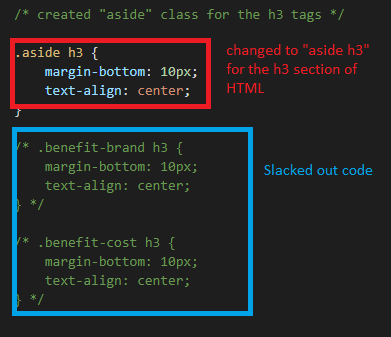 /* created "aside" class for the h3 tags */
.aside h3 {
margin-bottom: 10px;
text-align: center;
}
changed to "aside h3"
for the h3 section of
HTML
/* .benefit-brand h3 {
margin-bottom: 10px;
text-align: center;
} */
/* .benefit-cost h3 {
margin-bottom: 10px;
text-align: center;
} */
Slacked out code